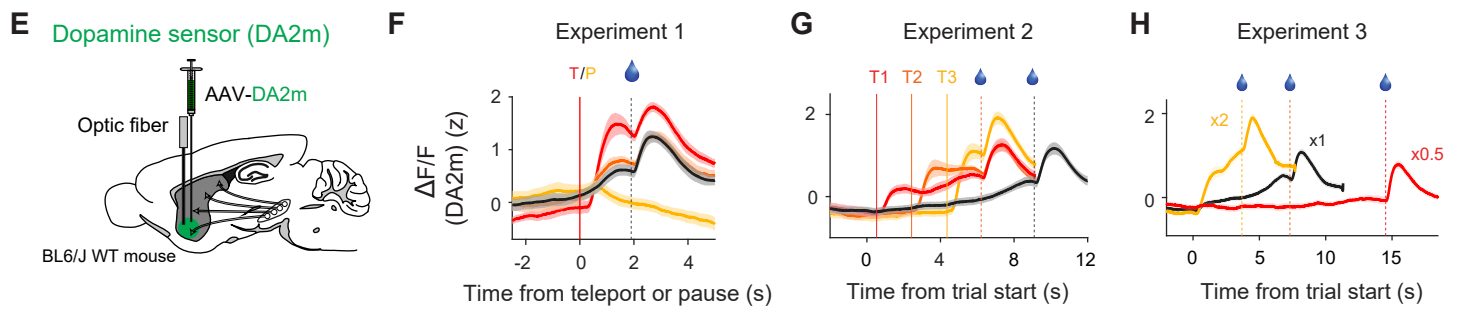 E
Dopamine sensor (DA2m)
AAV-DA2m
Optic fiber
BL6/J WT mouse
F
Experiment 1
T/P
ΔF/F
(DA2m) (z)
2
1
0
-2 0 2 4
Time from teleport or pause (s)
G
Experiment 2
T1 T2 T3
2
0
0 4 8 12
Time from trial start (s)
H
Experiment 3
x2
x1
x0.5
2
0
0 5 10 15
Time from trial start (s)